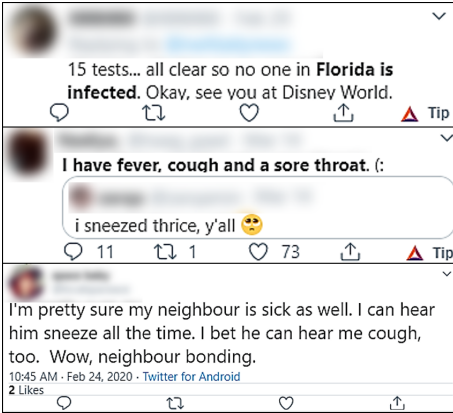 15 tests... all clear so no one in Florida is
infected. Okay, see you at Disney World.
Tip
I have fever, cough and a sore throat. (:
i sneezed thrice, y'all 🥺
11 1 73 Tip
I'm pretty sure my neighbour is sick as well. I can hear
him sneeze all the time. I bet he can hear me cough,
too. Wow, neighbour bonding.
10:45 AM · Feb 24, 2020 · Twitter for Android
2 Likes